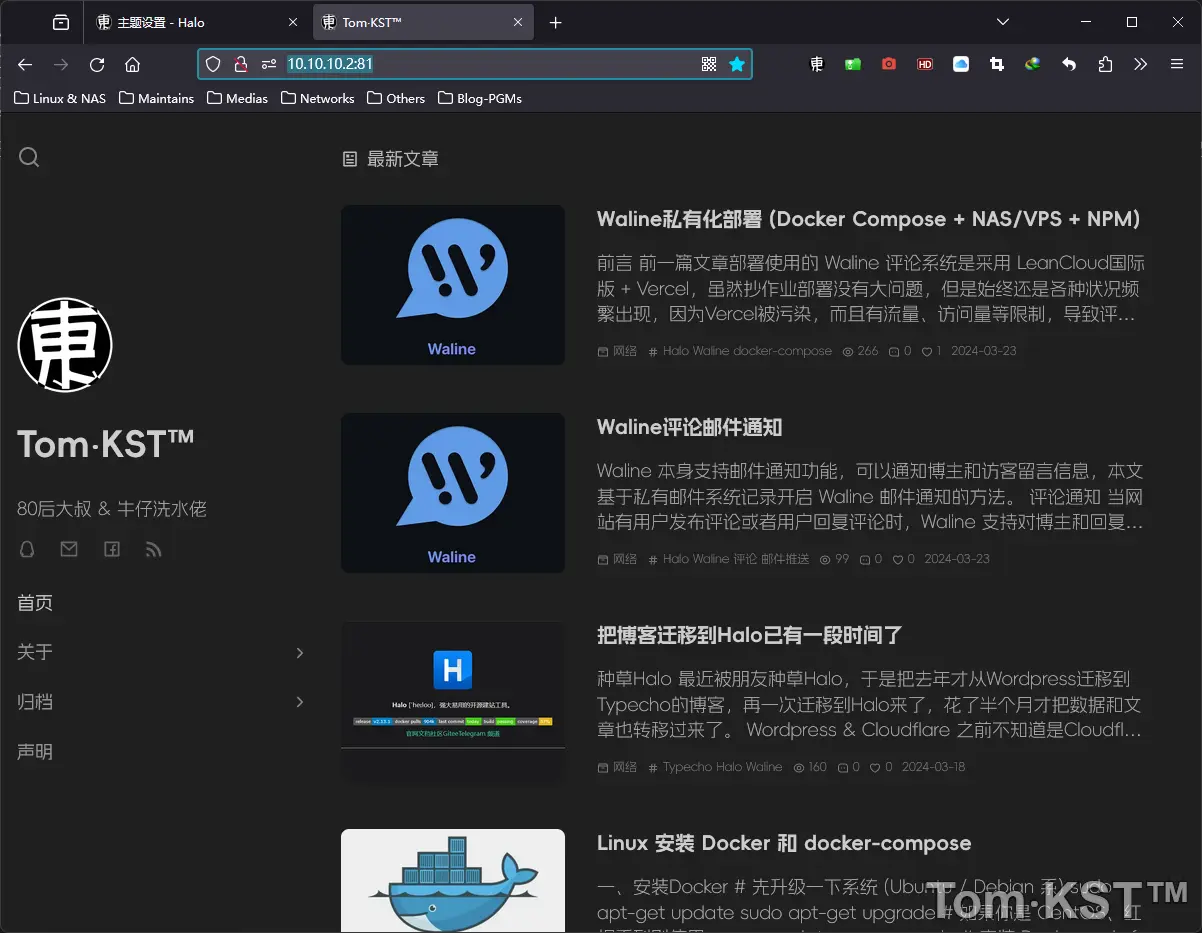 主题设置 - Halo
Tom·KST™
10.10.10.2:81
HD
Linux & NAS Maintains Medias Networks Others Blog-PGMs
最新文章
Waline
Waline私有化部署 (Docker Compose + NAS/VPS + NPM)
前言 前一篇文章部署使用的 Waline 评论系统是采用 LeanCloud国际
版 + Vercel，虽然抄作业部署没有大问题，但是始终还是各种状况频
繁出现，因为Vercel被污染，而且有流量、访问量等限制，导致评...
网络 # Halo Waline docker-compose 266 0 1 2024-03-23
東
Tom·KST™
80后大叔 & 牛仔洗水佬
首页
关于
归档
声明
Waline
Waline评论邮件通知
Waline 本身支持邮件通知功能，可以通知博主和访客留言信息，本文
基于私有邮件系统记录开启 Waline 邮件通知的方法。 评论通知 当网
站有用户发布评论或者用户回复评论时，Waline 支持对博主和回复...
网络 # Halo Waline 评论 邮件推送 99 0 0 2024-03-23
H
Halo ['heɪloʊ]，强大易用的开源建站工具。
官网文档社区GiteeTelegram 频道
把博客迁移到Halo已有一段时间了
种草Halo 最近被朋友种草Halo，于是把去年才从Wordpress迁移到
Typecho的博客，再一次迁移到Halo来了，花了半个月才把数据和文
章也转移过来了。 Wordpress & Cloudflare 之前不知道是Cloudfl...
网络 # Typecho Halo Waline 160 0 0 2024-03-18
Linux 安装 Docker 和 docker-compose
一、安装Docker # 先升级一下系统 (Ubuntu / Debian 系) sudo
apt-get update sudo apt-get upgrade # 如果你是 CentOS、红
Tom·KST™